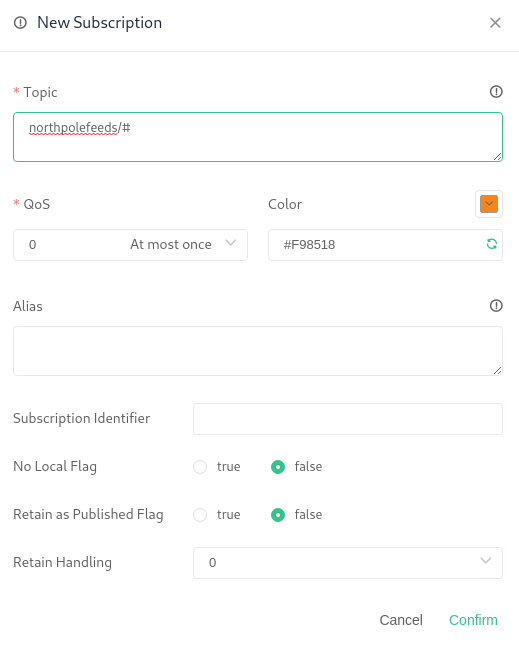 New Subscription
* Topic
northpolefeeds/#
* QoS
Color
0 At most once
#F98518
Alias
Subscription Identifier
No Local Flag true false
Retain as Published Flag true false
Retain Handling 0
Cancel Confirm